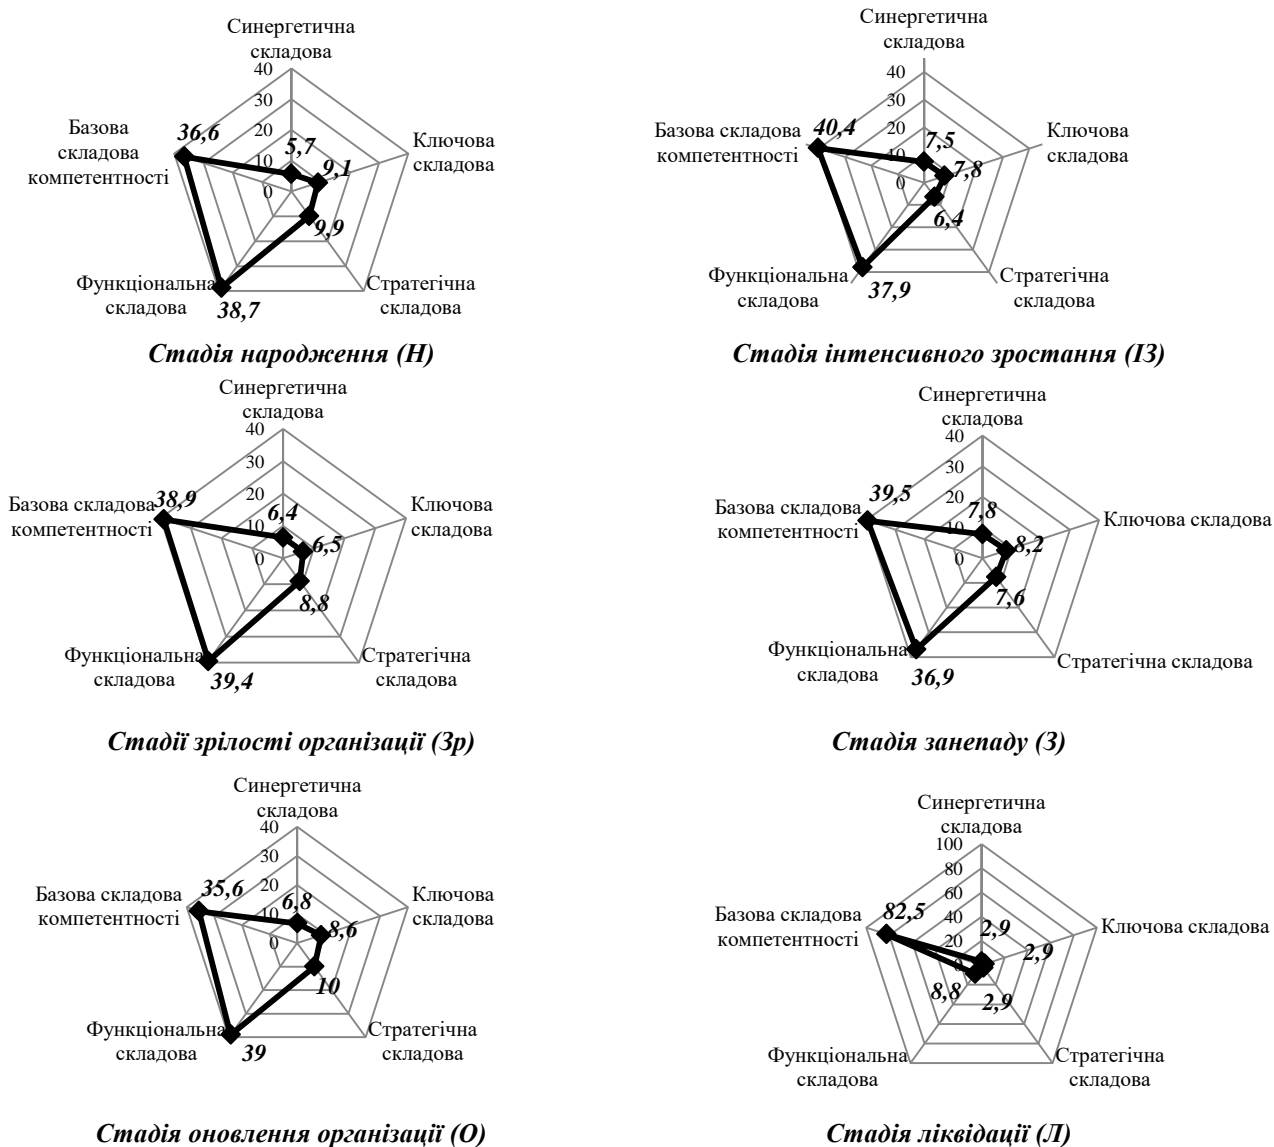 Синергетична
складова
40
30
20
10
0
5,7
9,1
9,9
38,7
36,6
Ключова
складова
Стратегічна
складова
Функціональна
складова
Базова
складова
компетентності
Стадія народження (Н)
Синергетична
складова
40
30
20
10
0
7,5
7,8
6,4
37,9
40,4
Ключова
складова
Стратегічна
складова
Функціональна
складова
Базова складова
компетентності
Стадія інтенсивного зростання (ІЗ)
Синергетична
складова
40
30
20
10
0
6,4
6,5
8,8
39,4
38,9
Ключова
складова
Стратегічна
складова
Функціональна
складова
Базова складова
компетентності
Стадії зрілості організації (Зр)
Синергетична
складова
40
30
20
10
0
7,8
8,2
7,6
36,9
39,5
Ключова складова
Стратегічна складова
Функціональна
складова
Базова складова
компетентності
Стадія занепаду (З)
Синергетична
складова
40
30
20
10
0
6,8
8,6
10
39
35,6
Ключова
складова
Стратегічна
складова
Функціональна
складова
Базова складова
компетентності
Стадія оновлення організації (О)
Синергетична
складова
100
80
60
40
20
0
2,9
2,9
2,9
8,8
82,5
Ключова складова
Стратегічна
складова
Функціональна
складова
Базова складова
компетентності
Стадія ліквідації (Л)